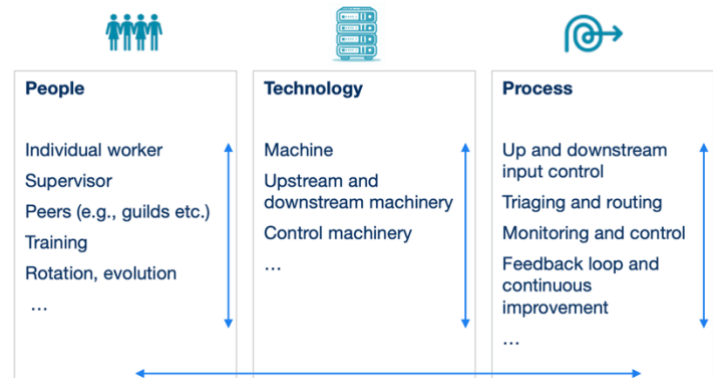 People
Individual worker
Supervisor
Peers (e.g., guilds etc.)
Training
Rotation, evolution
...
Technology
Machine
Upstream and
downstream machinery
Control machinery
...
Process
Up and downstream
input control
Triaging and routing
Monitoring and control
Feedback loop and
continuous
improvement
...